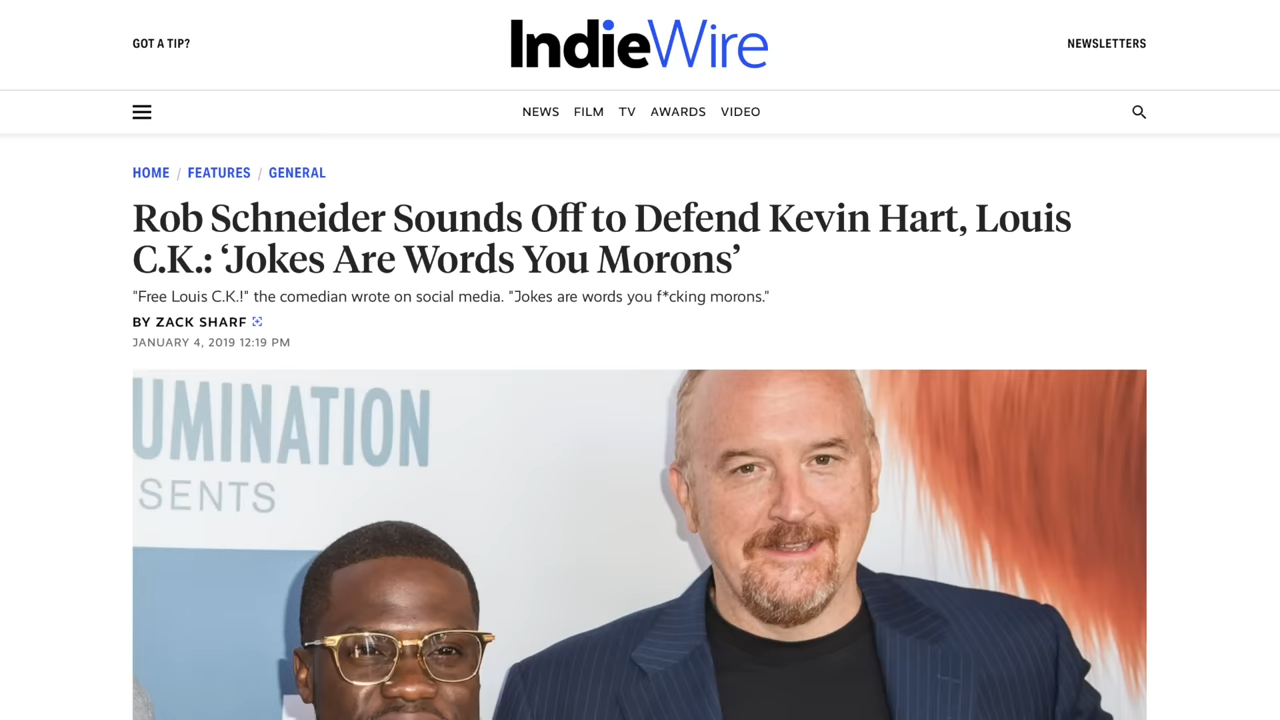 GOT A TIP?
IndieWire
NEWSLETTERS
NEWS FILM TV AWARDS VIDEO
HOME / FEATURES / GENERAL
Rob Schneider Sounds Off to Defend Kevin Hart, Louis
C.K.: ‘Jokes Are Words You Morons’
"Free Louis C.K.!" the comedian wrote on social media. "Jokes are words you f*cking morons."
BY ZACK SHARF
JANUARY 4, 2019 12:19 PM
UMINATION
SENTS